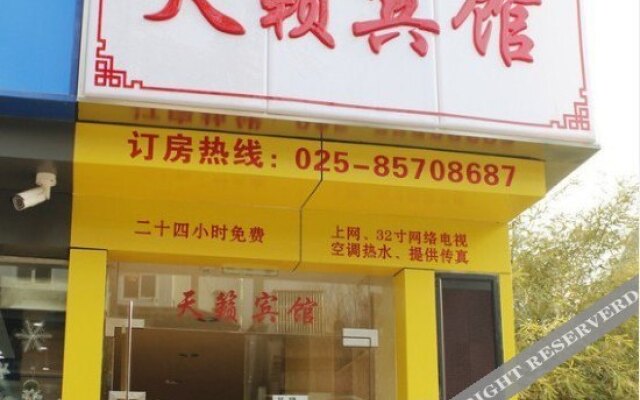 天籁宾馆
订房热线：025-85708687
二十四小时免费
上网、32寸网络电视
空调热水、提供传真
天籁宾馆
RIGHT RESERVERD